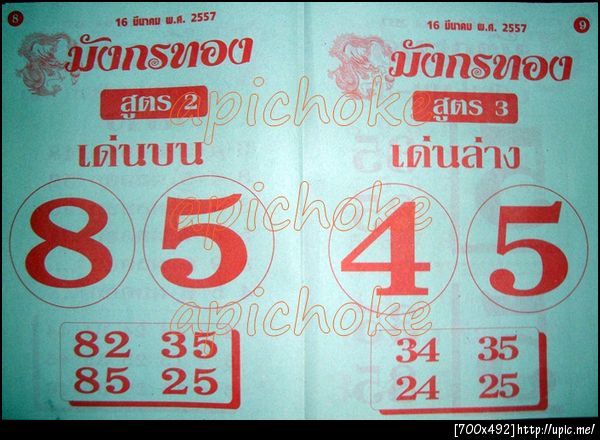 8
16 มีนาคม พ.ศ. 2557
มังกรทอง
สูตร 2
เด่นบน
8 5
82 35
85 25
16 มีนาคม พ.ศ. 2557
9
มังกรทอง
สูตร 3
เด่นล่าง
4 5
34 35
24 25
apichoke
apichoke
apichoke
[700x492]http://upic.me/